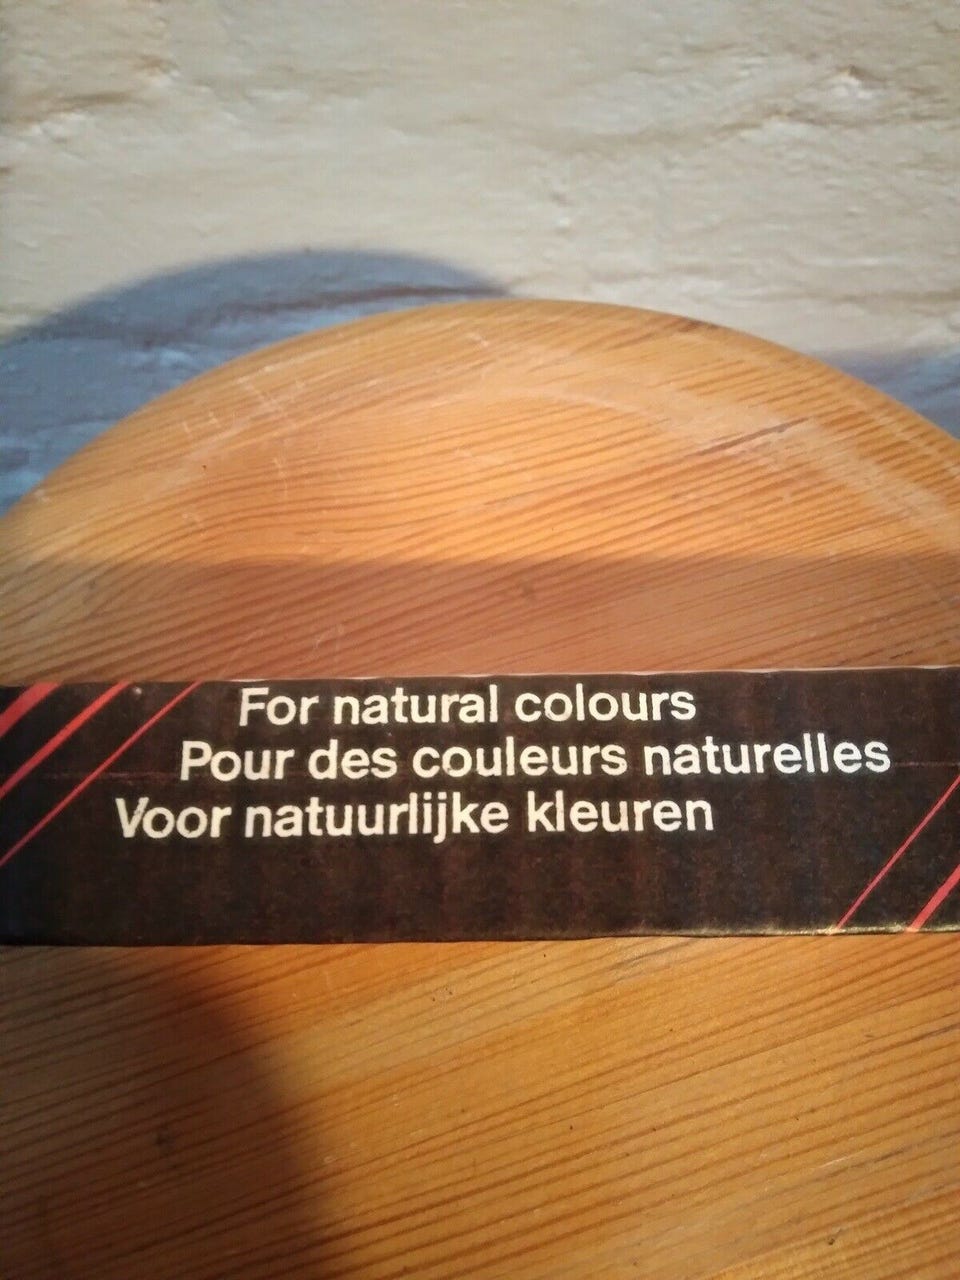 For natural colours
Pour des couleurs naturelles
Voor natuurlijke kleuren